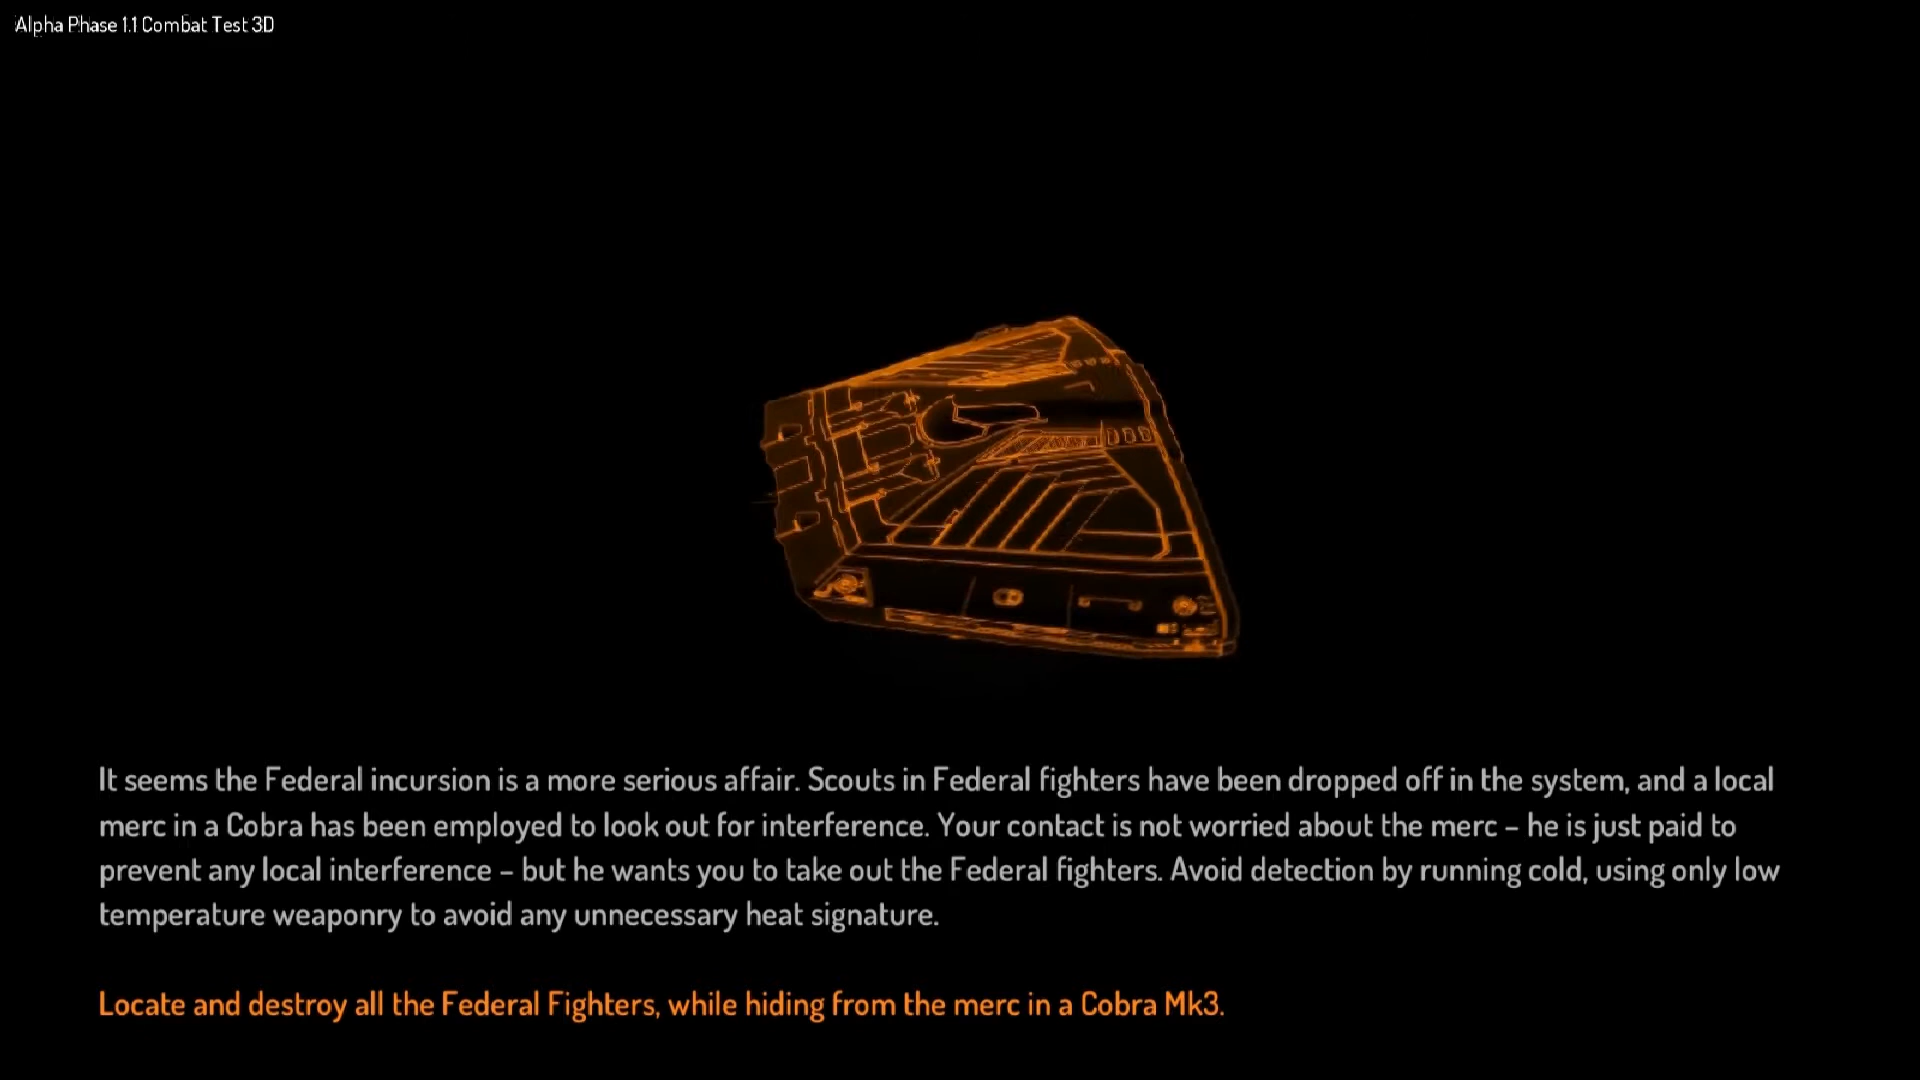 Alpha Phase 1.1 Combat Test 3D
It seems the Federal incursion is a more serious affair. Scouts in Federal fighters have been dropped off in the system, and a local
merc in a Cobra has been employed to look out for interference. Your contact is not worried about the merc – he is just paid to
prevent any local interference – but he wants you to take out the Federal fighters. Avoid detection by running cold, using only low
temperature weaponry to avoid any unnecessary heat signature.
Locate and destroy all the Federal Fighters, while hiding from the merc in a Cobra Mk3.